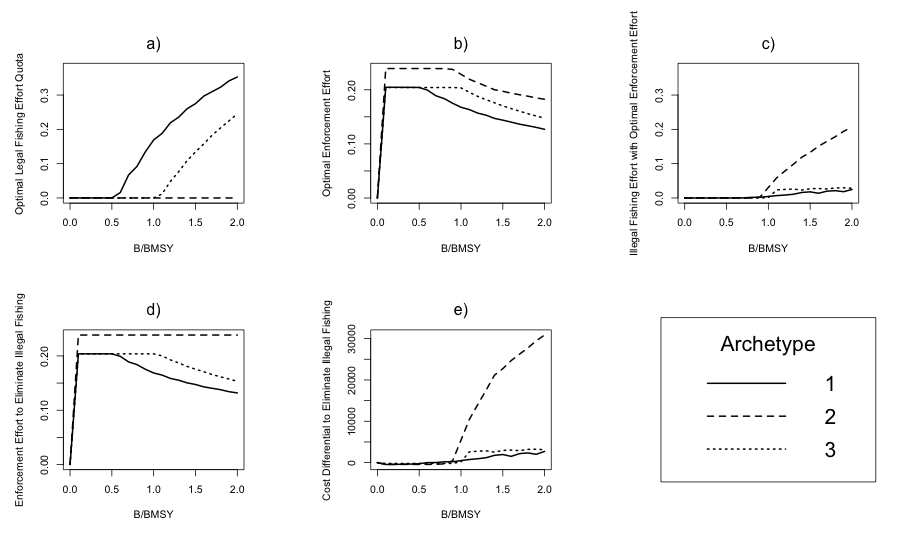 a)
Optimal Legal Fishing Effort Quota
0.0 0.1 0.2 0.3
0.0 0.5 1.0 1.5 2.0
B/BMSY
b)
Optimal Enforcement Effort
0.00 0.10 0.20
0.0 0.5 1.0 1.5 2.0
B/BMSY
c)
Illegal Fishing Effort with Optimal Enforcement Effort
0.0 0.1 0.2 0.3
0.0 0.5 1.0 1.5 2.0
B/BMSY
d)
Enforcement Effort to Eliminate Illegal Fishing
0.00 0.10 0.20
0.0 0.5 1.0 1.5 2.0
B/BMSY
e)
Cost Differential to Eliminate Illegal Fishing
0 10000 20000 30000
0.0 0.5 1.0 1.5 2.0
B/BMSY
Archetype
1
2
3